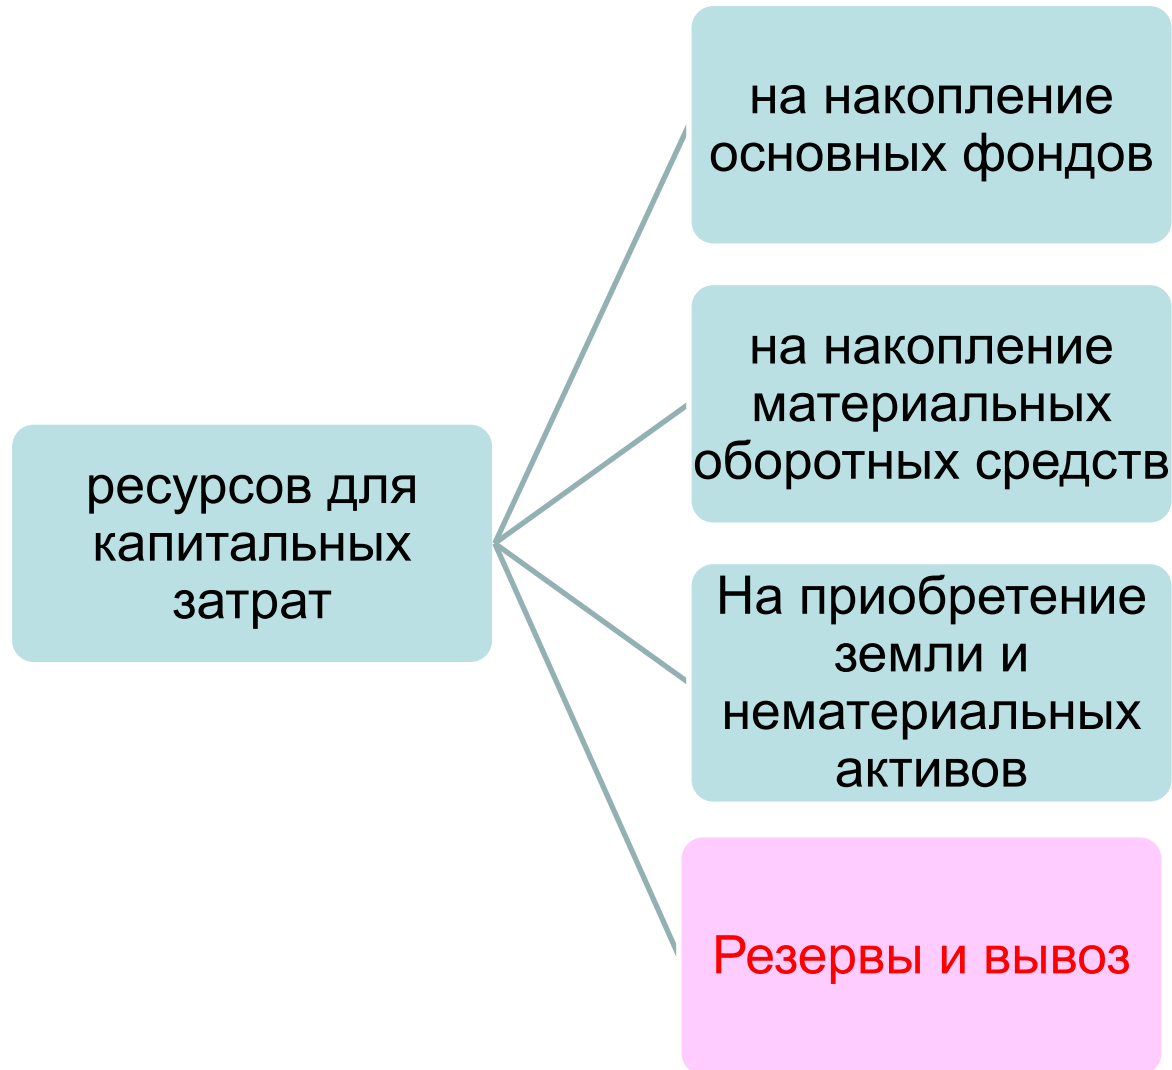 на накопление
основных фондов
на накопление
материальных
оборотных средств
ресурсов для
капитальных
затрат
На приобретение
земли и
нематериальных
активов
Резервы и вывоз